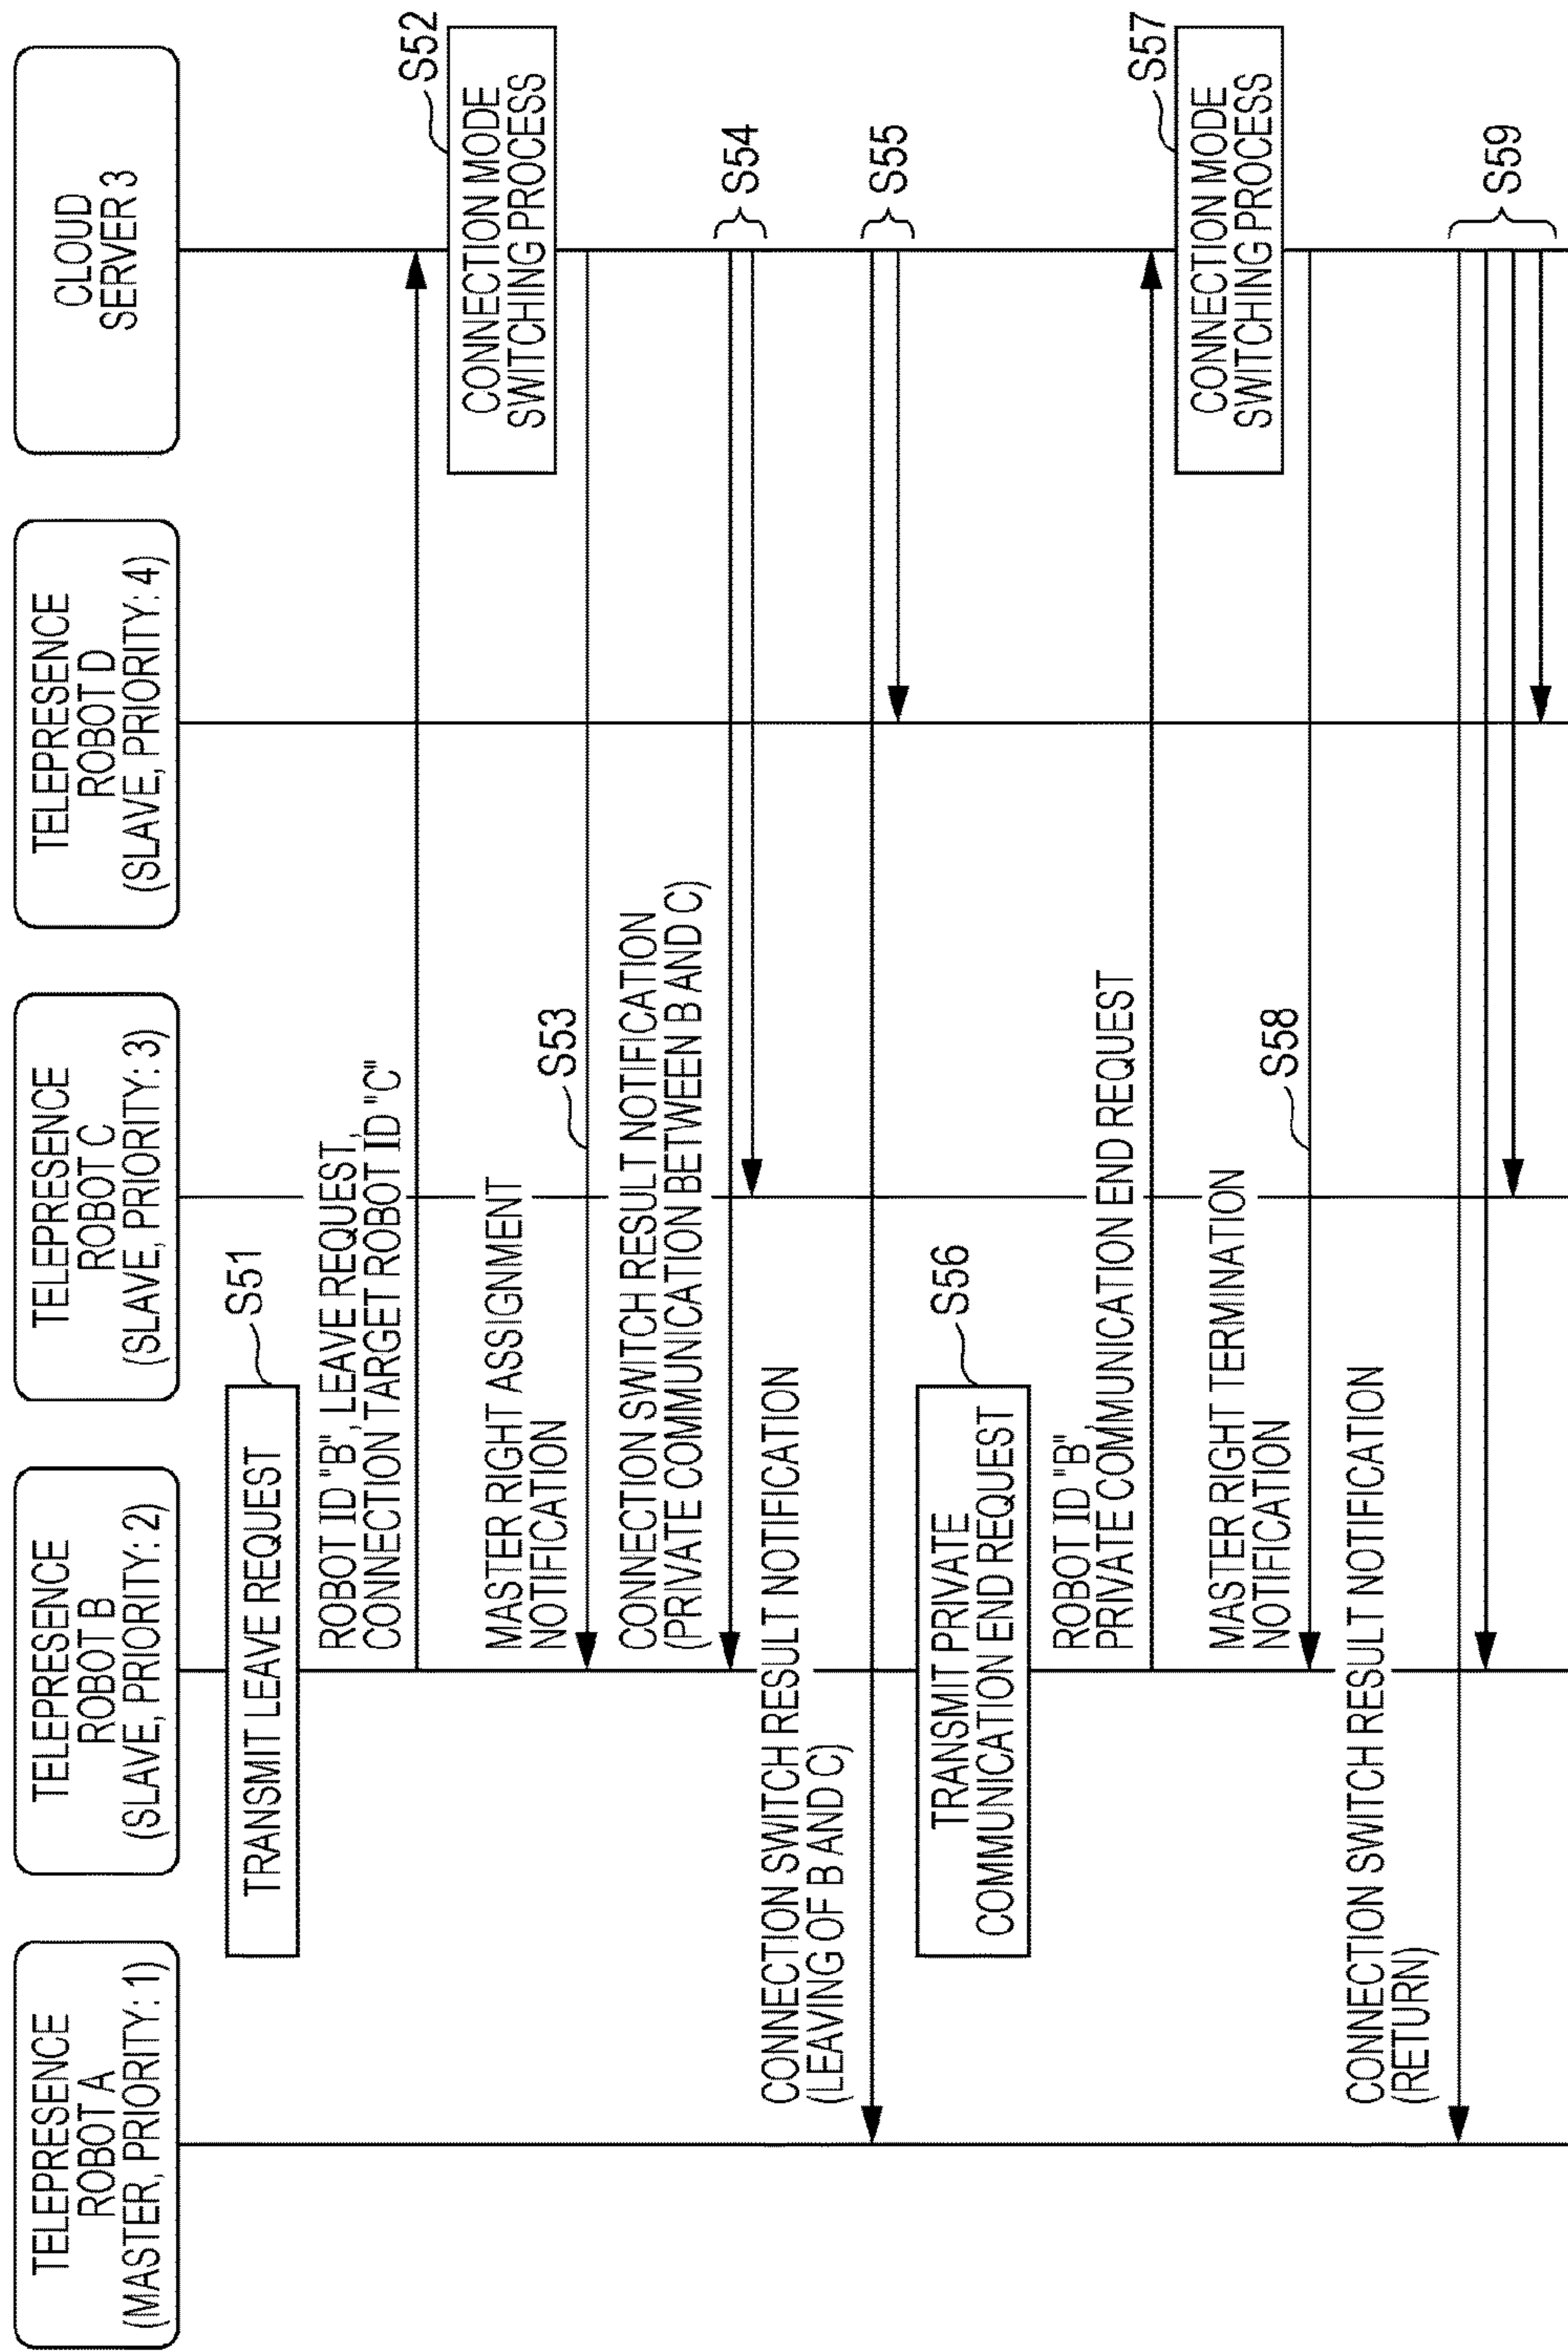 TELEPRESENCE
ROBOT A
(MASTER, PRIORITY: 1)
TELEPRESENCE
ROBOT B
(SLAVE, PRIORITY: 2)
TELEPRESENCE
ROBOT C
(SLAVE, PRIORITY: 3)
TELEPRESENCE
ROBOT D
(SLAVE, PRIORITY: 4)
CLOUD
SERVER 3
TRANSMIT LEAVE REQUEST
S51
ROBOT ID "B", LEAVE REQUEST,
CONNECTION TARGET ROBOT ID "C"
S52
CONNECTION MODE
SWITCHING PROCESS
MASTER RIGHT ASSIGNMENT
NOTIFICATION
S53
CONNECTION SWITCH RESULT NOTIFICATION
(PRIVATE COMMUNICATION BETWEEN B AND C)
S54
CONNECTION SWITCH RESULT NOTIFICATION
(LEAVING OF B AND C)
S55
TRANSMIT PRIVATE
COMMUNICATION END REQUEST
S56
ROBOT ID "B",
PRIVATE COMMUNICATION END REQUEST
S57
CONNECTION MODE
SWITCHING PROCESS
MASTER RIGHT TERMINATION
NOTIFICATION
S58
CONNECTION SWITCH RESULT NOTIFICATION
(RETURN)
S59